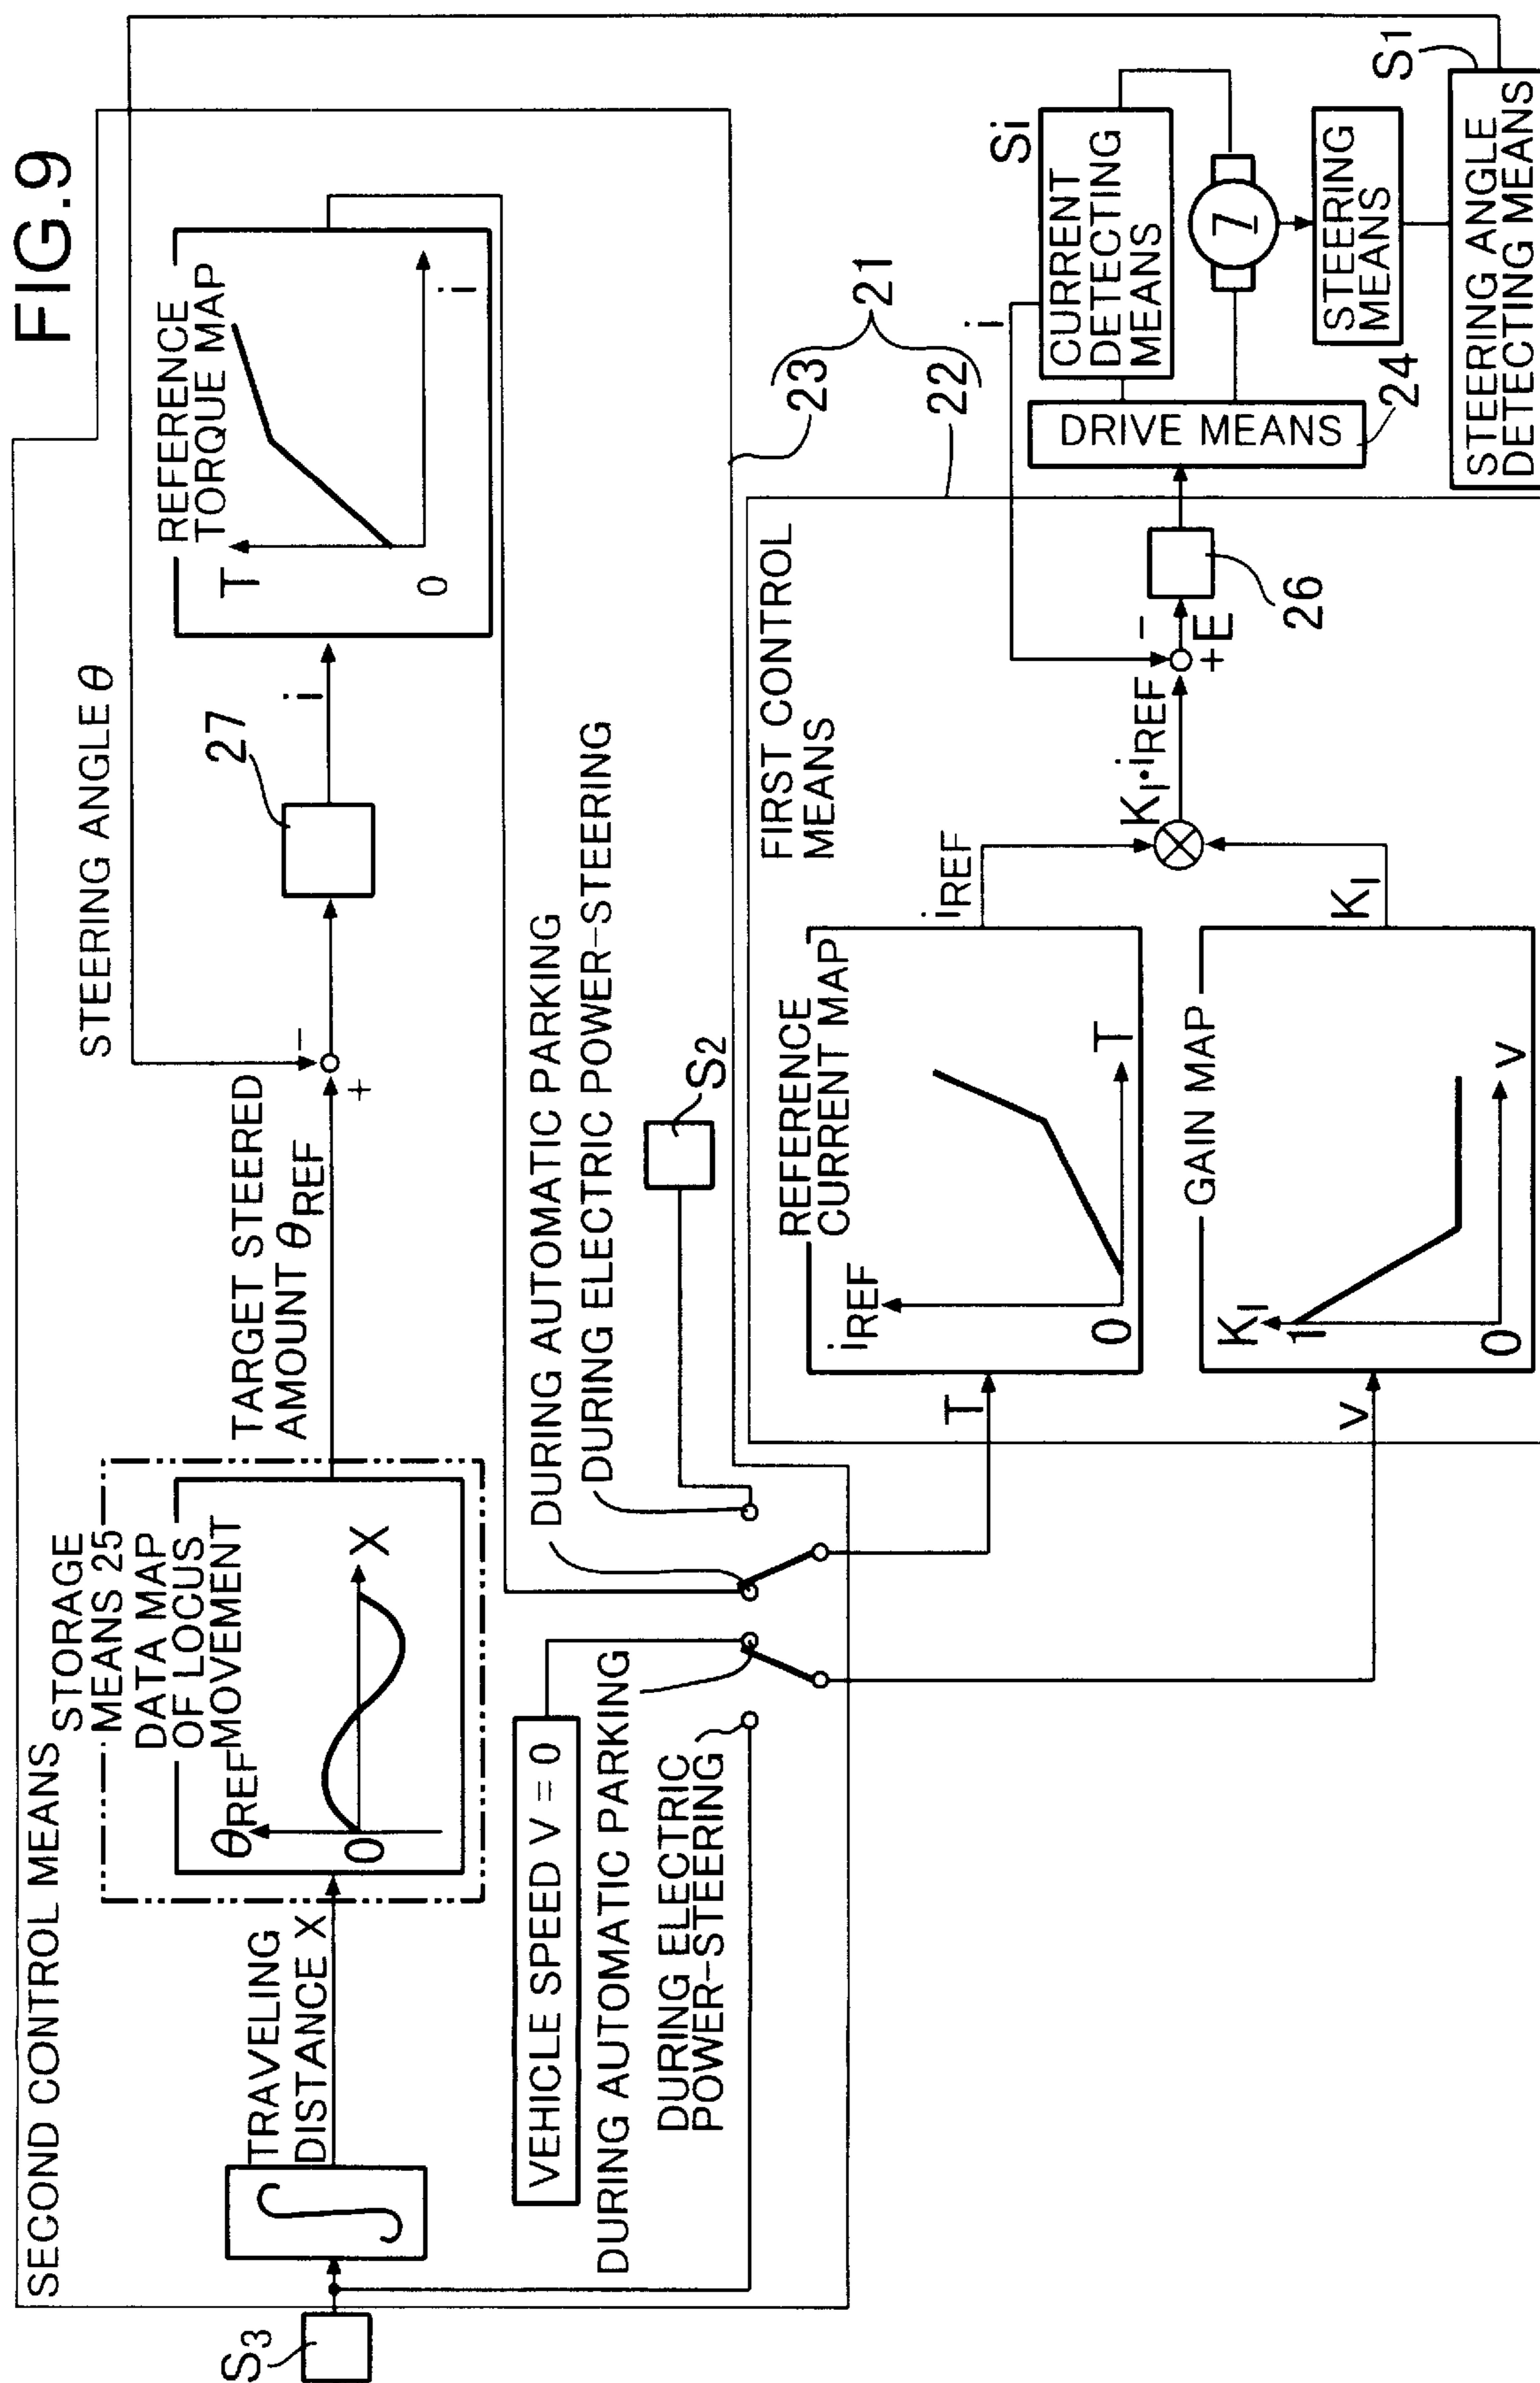 FIG.9
SECOND CONTROL MEANS
STORAGE
MEANS 25
DATA MAP
OF LOCUS
MOVEMENT
θREF
0
X
S3
TRAVELING
DISTANCE X
TARGET STEERED
AMOUNT θREF
+
−
STEERING ANGLE θ
27
i
REFERENCE
TORQUE MAP
T
0
i
VEHICLE SPEED V = 0
DURING AUTOMATIC PARKING
DURING ELECTRIC
POWER-STEERING
DURING AUTOMATIC PARKING
DURING ELECTRIC POWER-STEERING
S2
23
21
22
FIRST CONTROL
MEANS
T
REFERENCE
CURRENT MAP
iREF
0
T
iREF
V
GAIN MAP
KI
1
0
V
KI
KI·iREF
+
−
E
26
i
DRIVE MEANS
24
Si
CURRENT
DETECTING
MEANS
7
STEERING
MEANS
S1
STEERING ANGLE
DETECTING MEANS